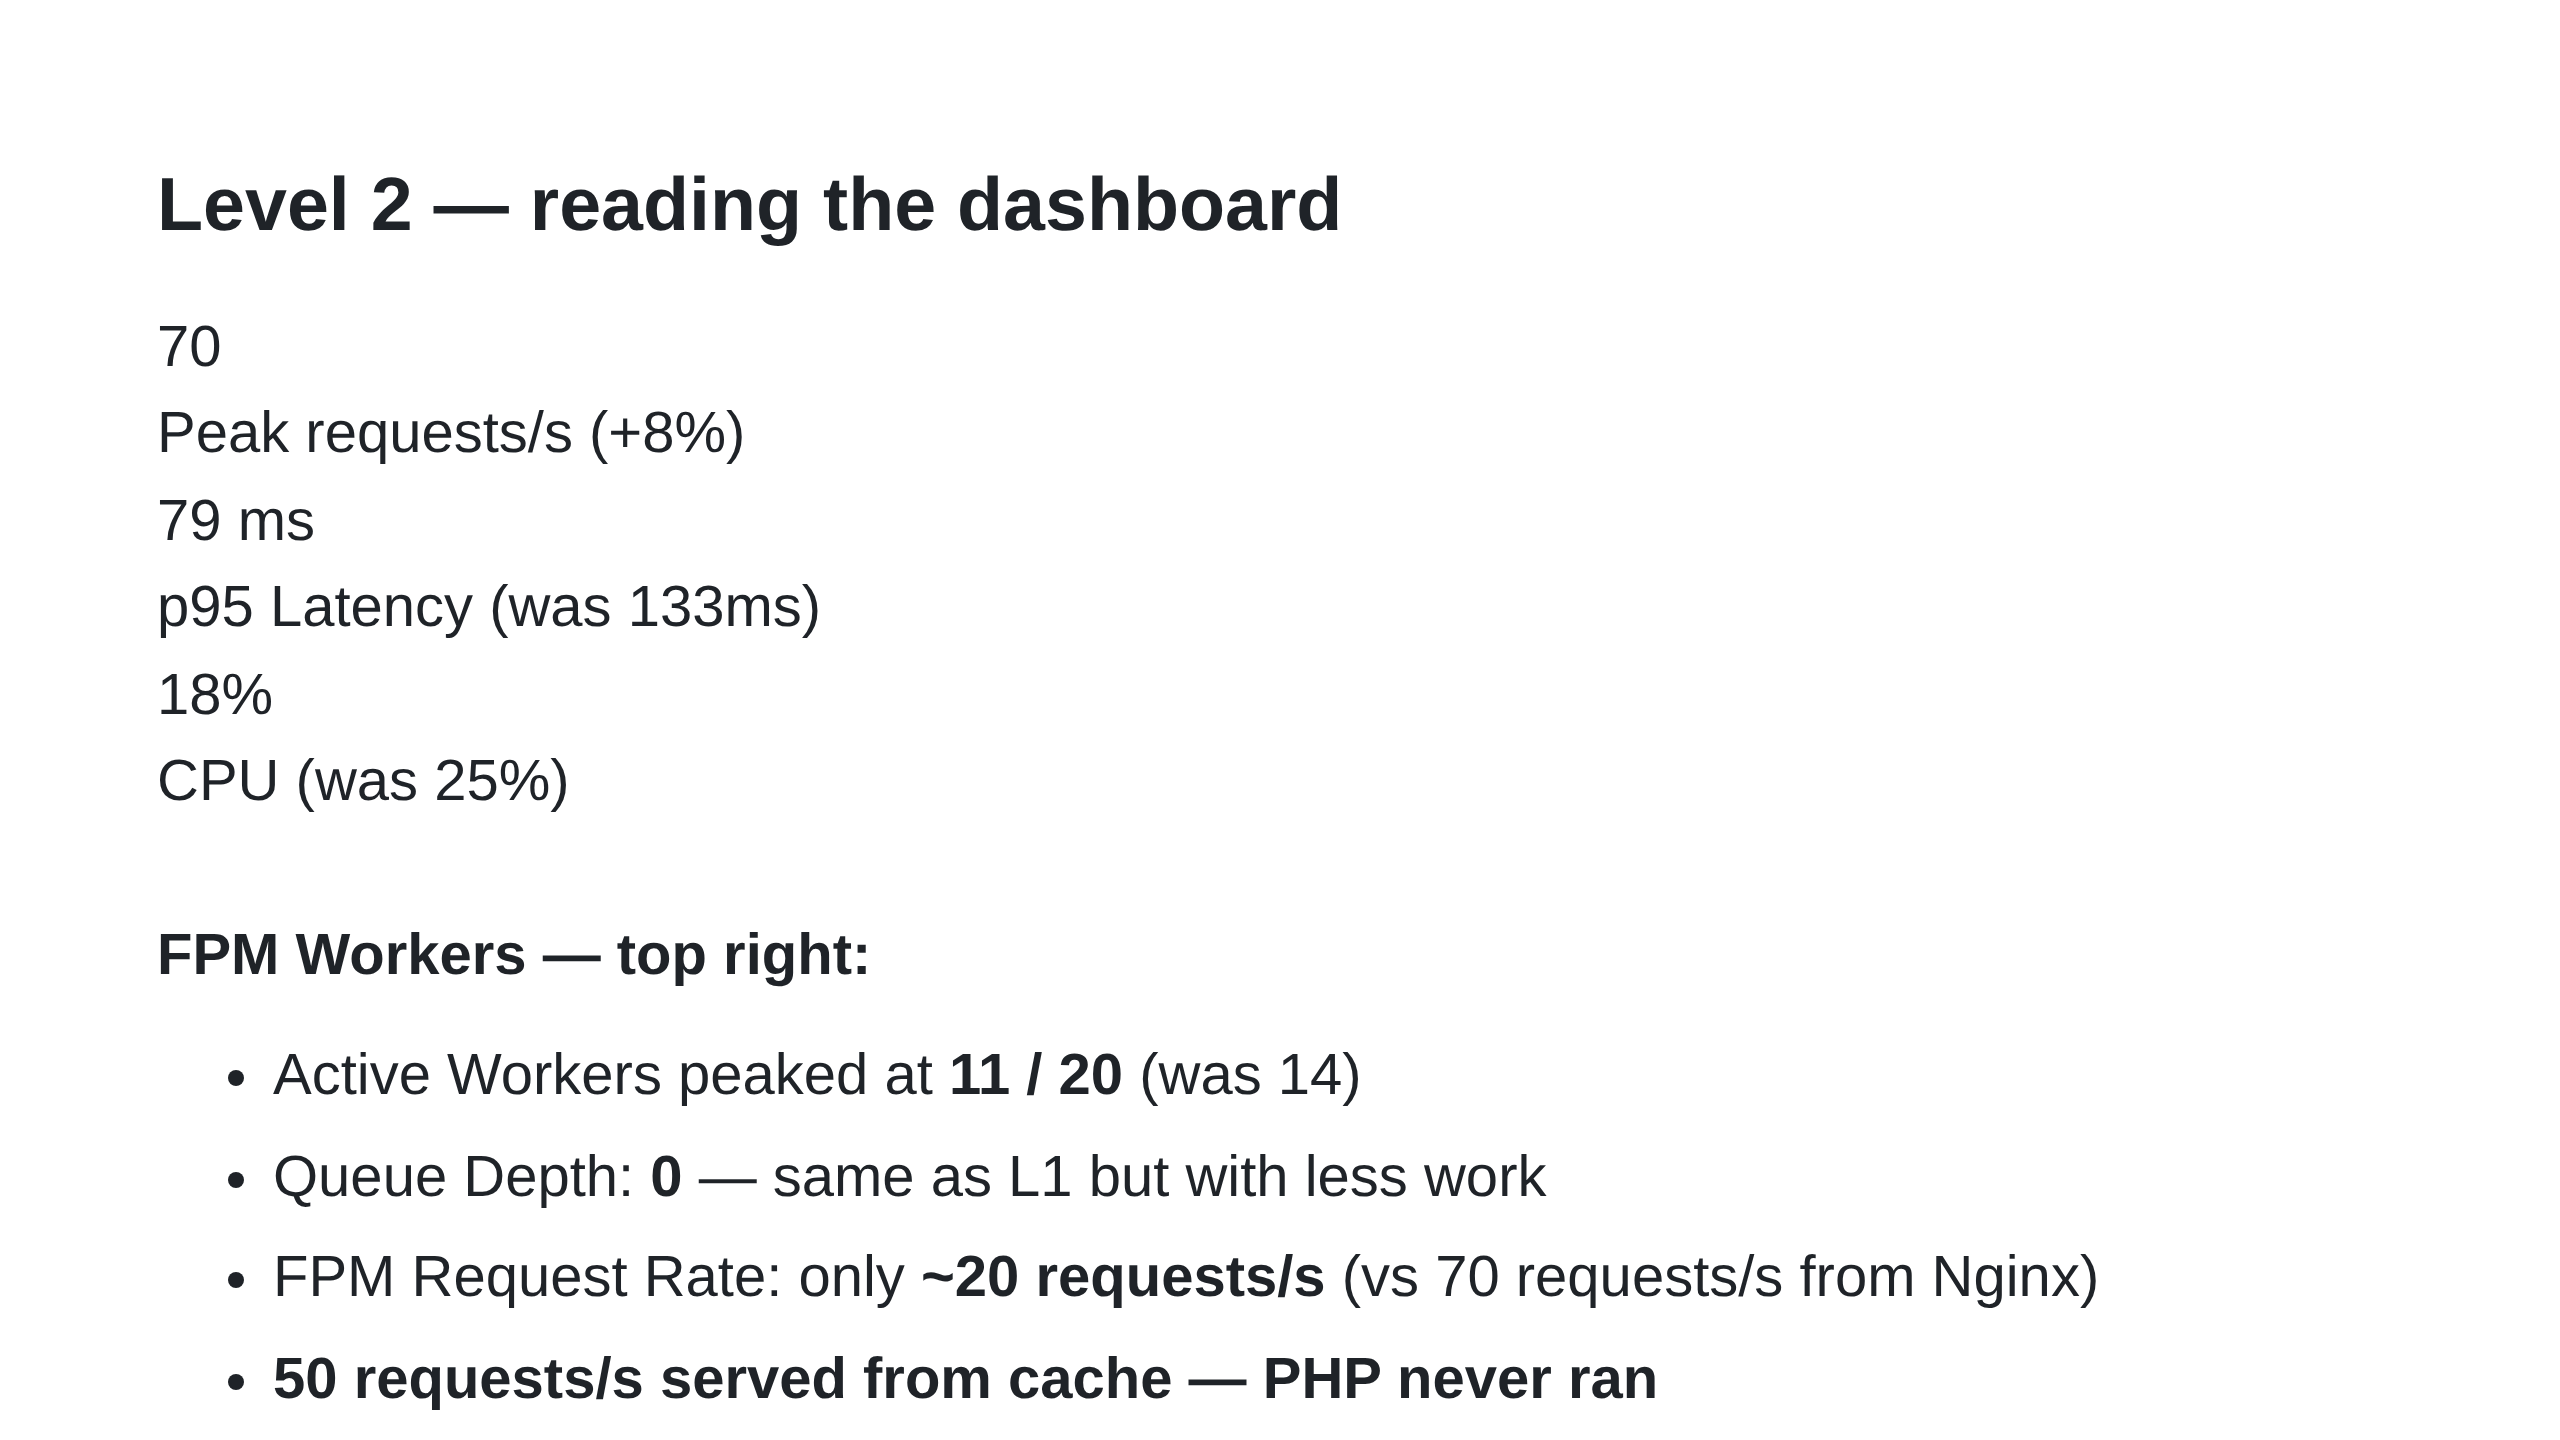 Level 2 — reading the dashboard
70
Peak requests/s (+8%)
79 ms
p95 Latency (was 133ms)
18%
CPU (was 25%)
FPM Workers — top right:
• Active Workers peaked at 11 / 20 (was 14)
• Queue Depth: 0 — same as L1 but with less work
• FPM Request Rate: only ~20 requests/s (vs 70 requests/s from Nginx)
• 50 requests/s served from cache — PHP never ran